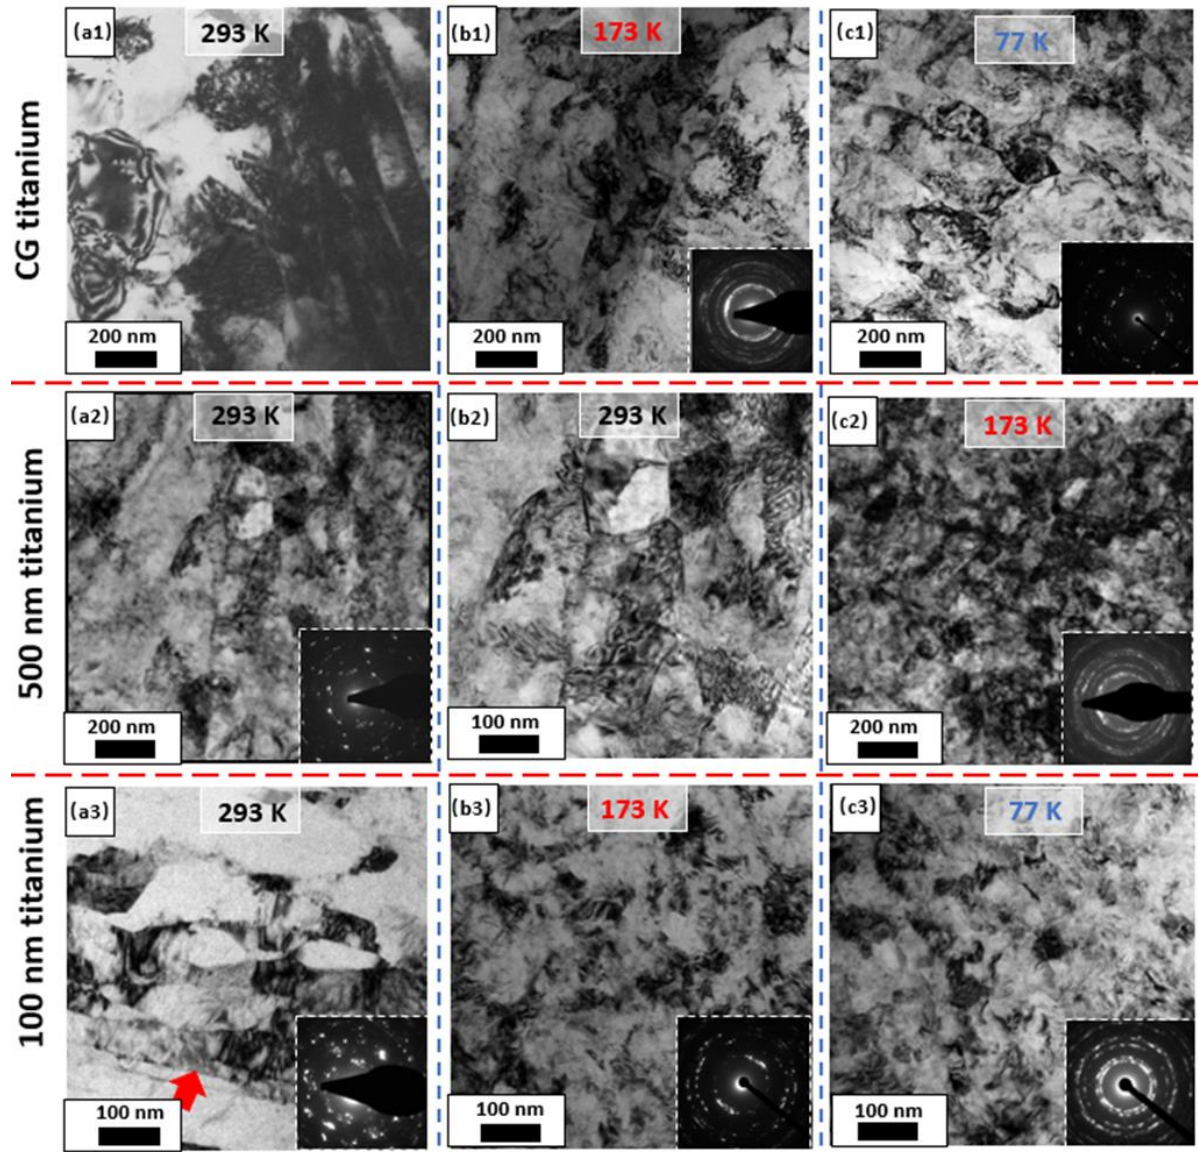 CG titanium
(a1)
293 K
200 nm
(b1)
173 K
200 nm
(c1)
77 K
200 nm
500 nm titanium
(a2)
293 K
200 nm
(b2)
293 K
100 nm
(c2)
173 K
200 nm
100 nm titanium
(a3)
293 K
100 nm
(b3)
173 K
100 nm
(c3)
77 K
100 nm